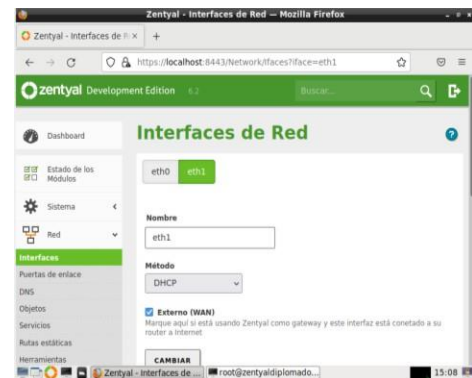 Zentyal - Interfaces de Red — Mozilla Firefox
Zentyal - Interfaces de R
https://localhost:8443/Network/Ifaces?iface=eth1
zentyal Development Edition 6.2 Buscar...
Dashboard
Estado de los
Módulos
Sistema
Red
Interfaces
Puertas de enlace
DNS
Objetos
Servicios
Rutas estáticas
Herramientas
Interfaces de Red
eth0 eth1
Nombre
eth1
Método
DHCP
Externo (WAN)
Marque aquí si está usando Zentyal como gateway y este interfaz está conetado a su
router a Internet
CAMBIAR
Zentyal - Interfaces de ... root@zentyaldiplomado... 15:08